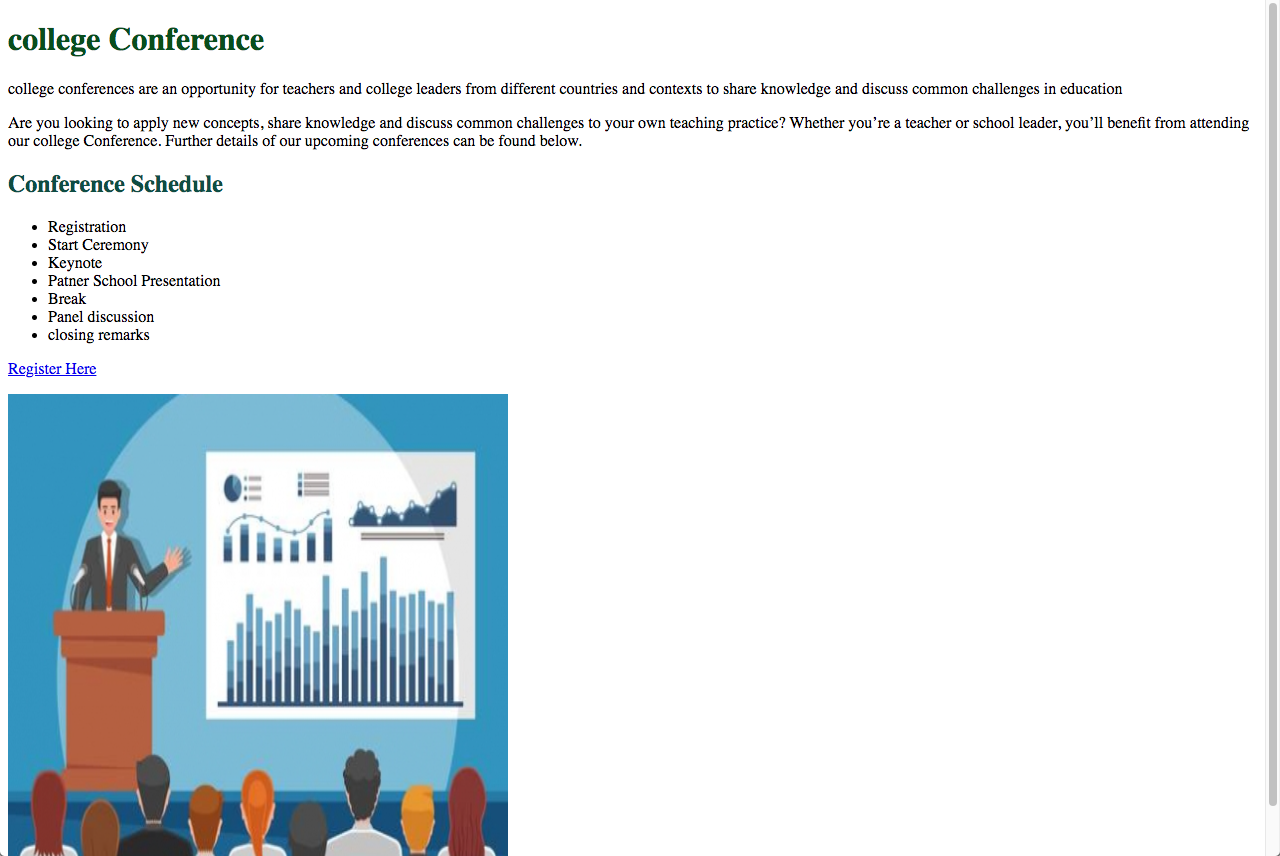 college Conference
college conferences are an opportunity for teachers and college leaders from different countries and contexts to share knowledge and discuss common challenges in education
Are you looking to apply new concepts, share knowledge and discuss common challenges to your own teaching practice? Whether you’re a teacher or school leader, you’ll benefit from attending
our college Conference. Further details of our upcoming conferences can be found below.
Conference Schedule
Registration
Start Ceremony
Keynote
Patner School Presentation
Break
Panel discussion
closing remarks
Register Here